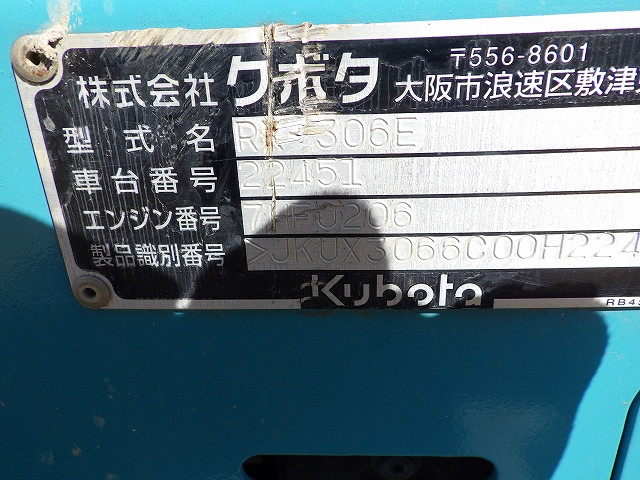 〒556-8601
株式会社クボタ 大阪市浪速区敷津
型式名 306E
車台番号 22451
エンジン番号 0206
製品識別番号 >JKUX3066C00H224
Kubota